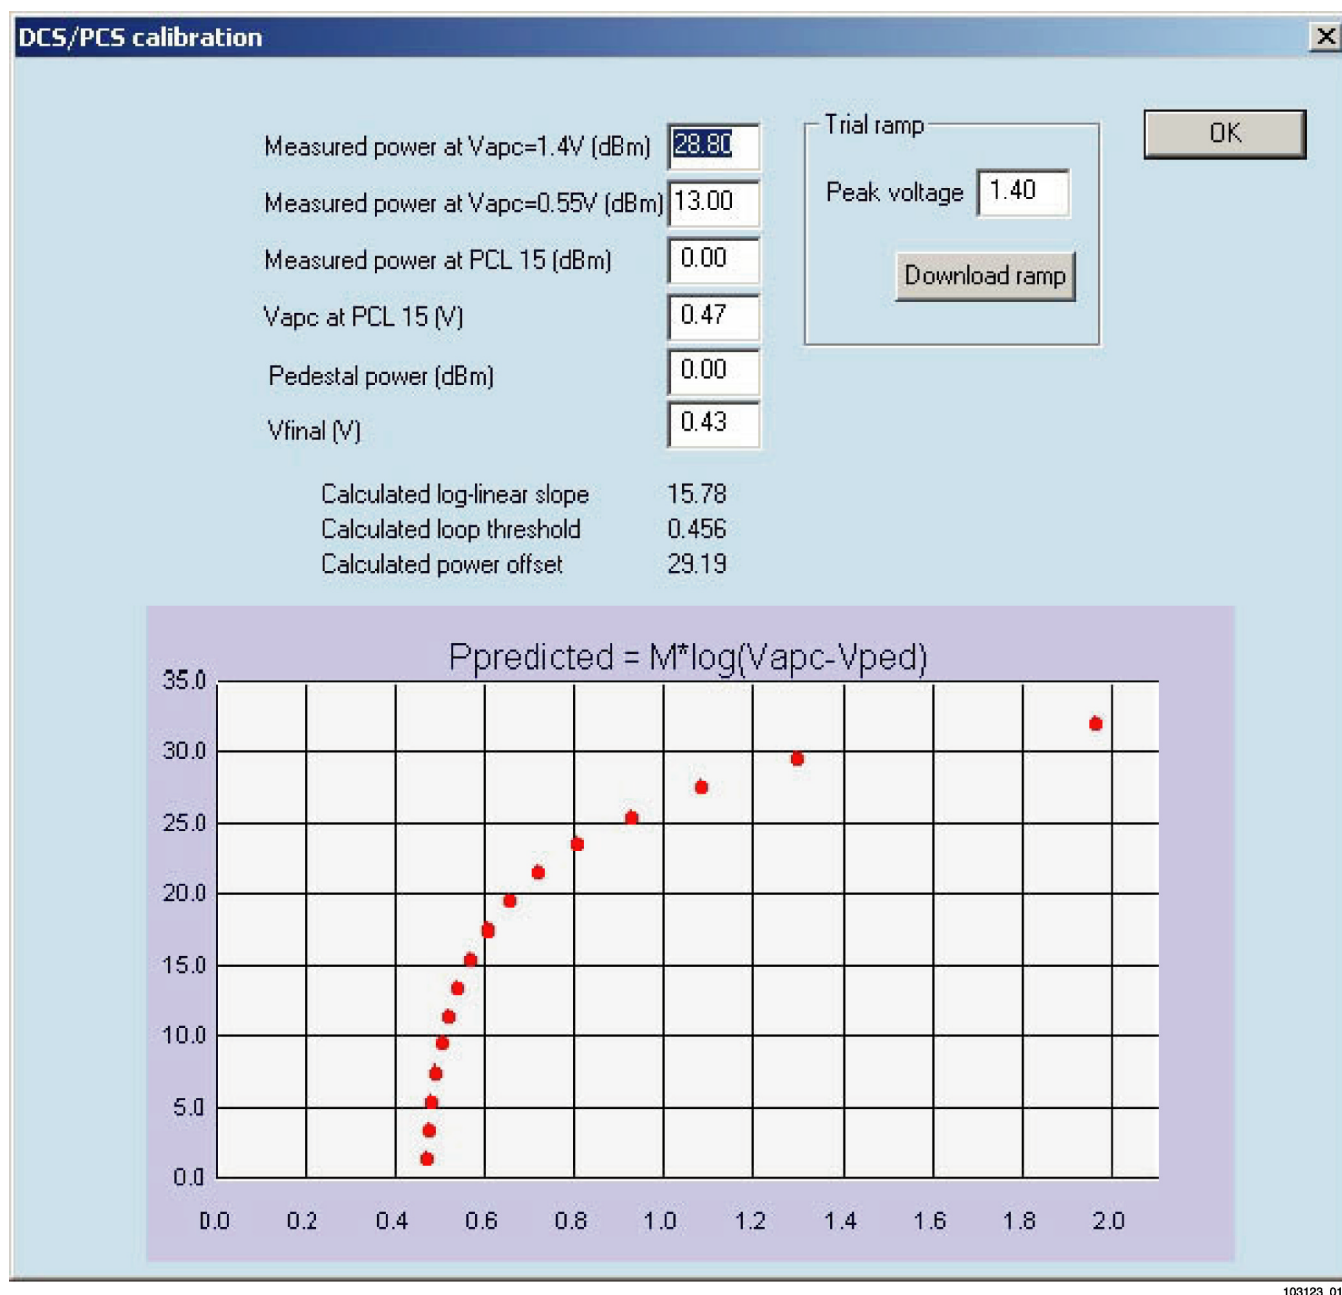 DCS/PCS calibration
Measured power at Vapc=1.4V (dBm) 28.80
Measured power at Vapc=0.55V (dBm) 13.00
Measured power at PCL 15 (dBm) 0.00
Vapc at PCL 15 (V) 0.47
Pedestal power (dBm) 0.00
Vfinal (V) 0.43
Trial ramp
Peak voltage 1.40
Download ramp
OK
Calculated log-linear slope 15.78
Calculated loop threshold 0.456
Calculated power offset 29.19
Ppredicted = M*log(Vapc-Vped)
35.0
30.0
25.0
20.0
15.0
10.0
5.0
0.0
0.0 0.2 0.4 0.6 0.8 1.0 1.2 1.4 1.6 1.8 2.0
103123_01